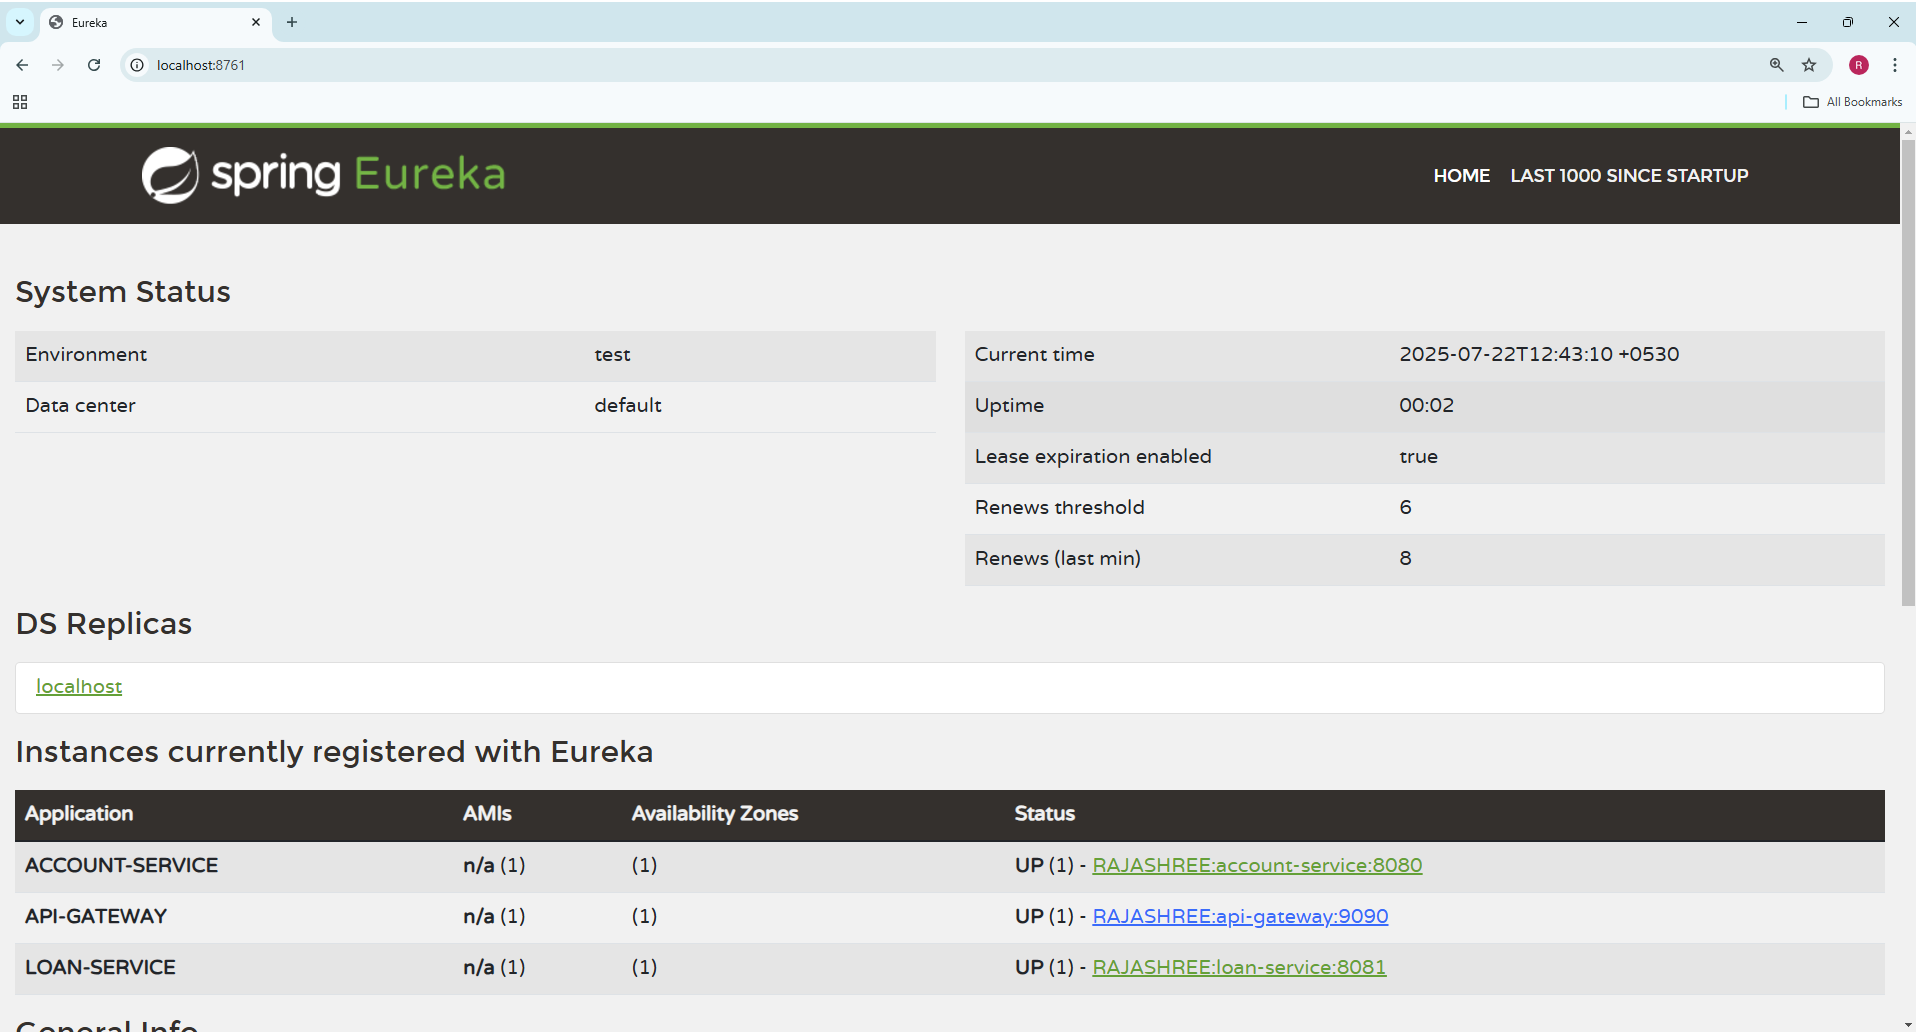 Eureka
localhost:8761
R
All Bookmarks
spring Eureka
HOME LAST 1000 SINCE STARTUP
System Status
Environment test
Data center default
Current time 2025-07-22T12:43:10 +0530
Uptime 00:02
Lease expiration enabled true
Renews threshold 6
Renews (last min) 8
DS Replicas
localhost
Instances currently registered with Eureka
Application AMIs Availability Zones Status
ACCOUNT-SERVICE n/a (1) (1) UP (1) - RAJASHREE:account-service:8080
API-GATEWAY n/a (1) (1) UP (1) - RAJASHREE:api-gateway:9090
LOAN-SERVICE n/a (1) (1) UP (1) - RAJASHREE:loan-service:8081
General Info